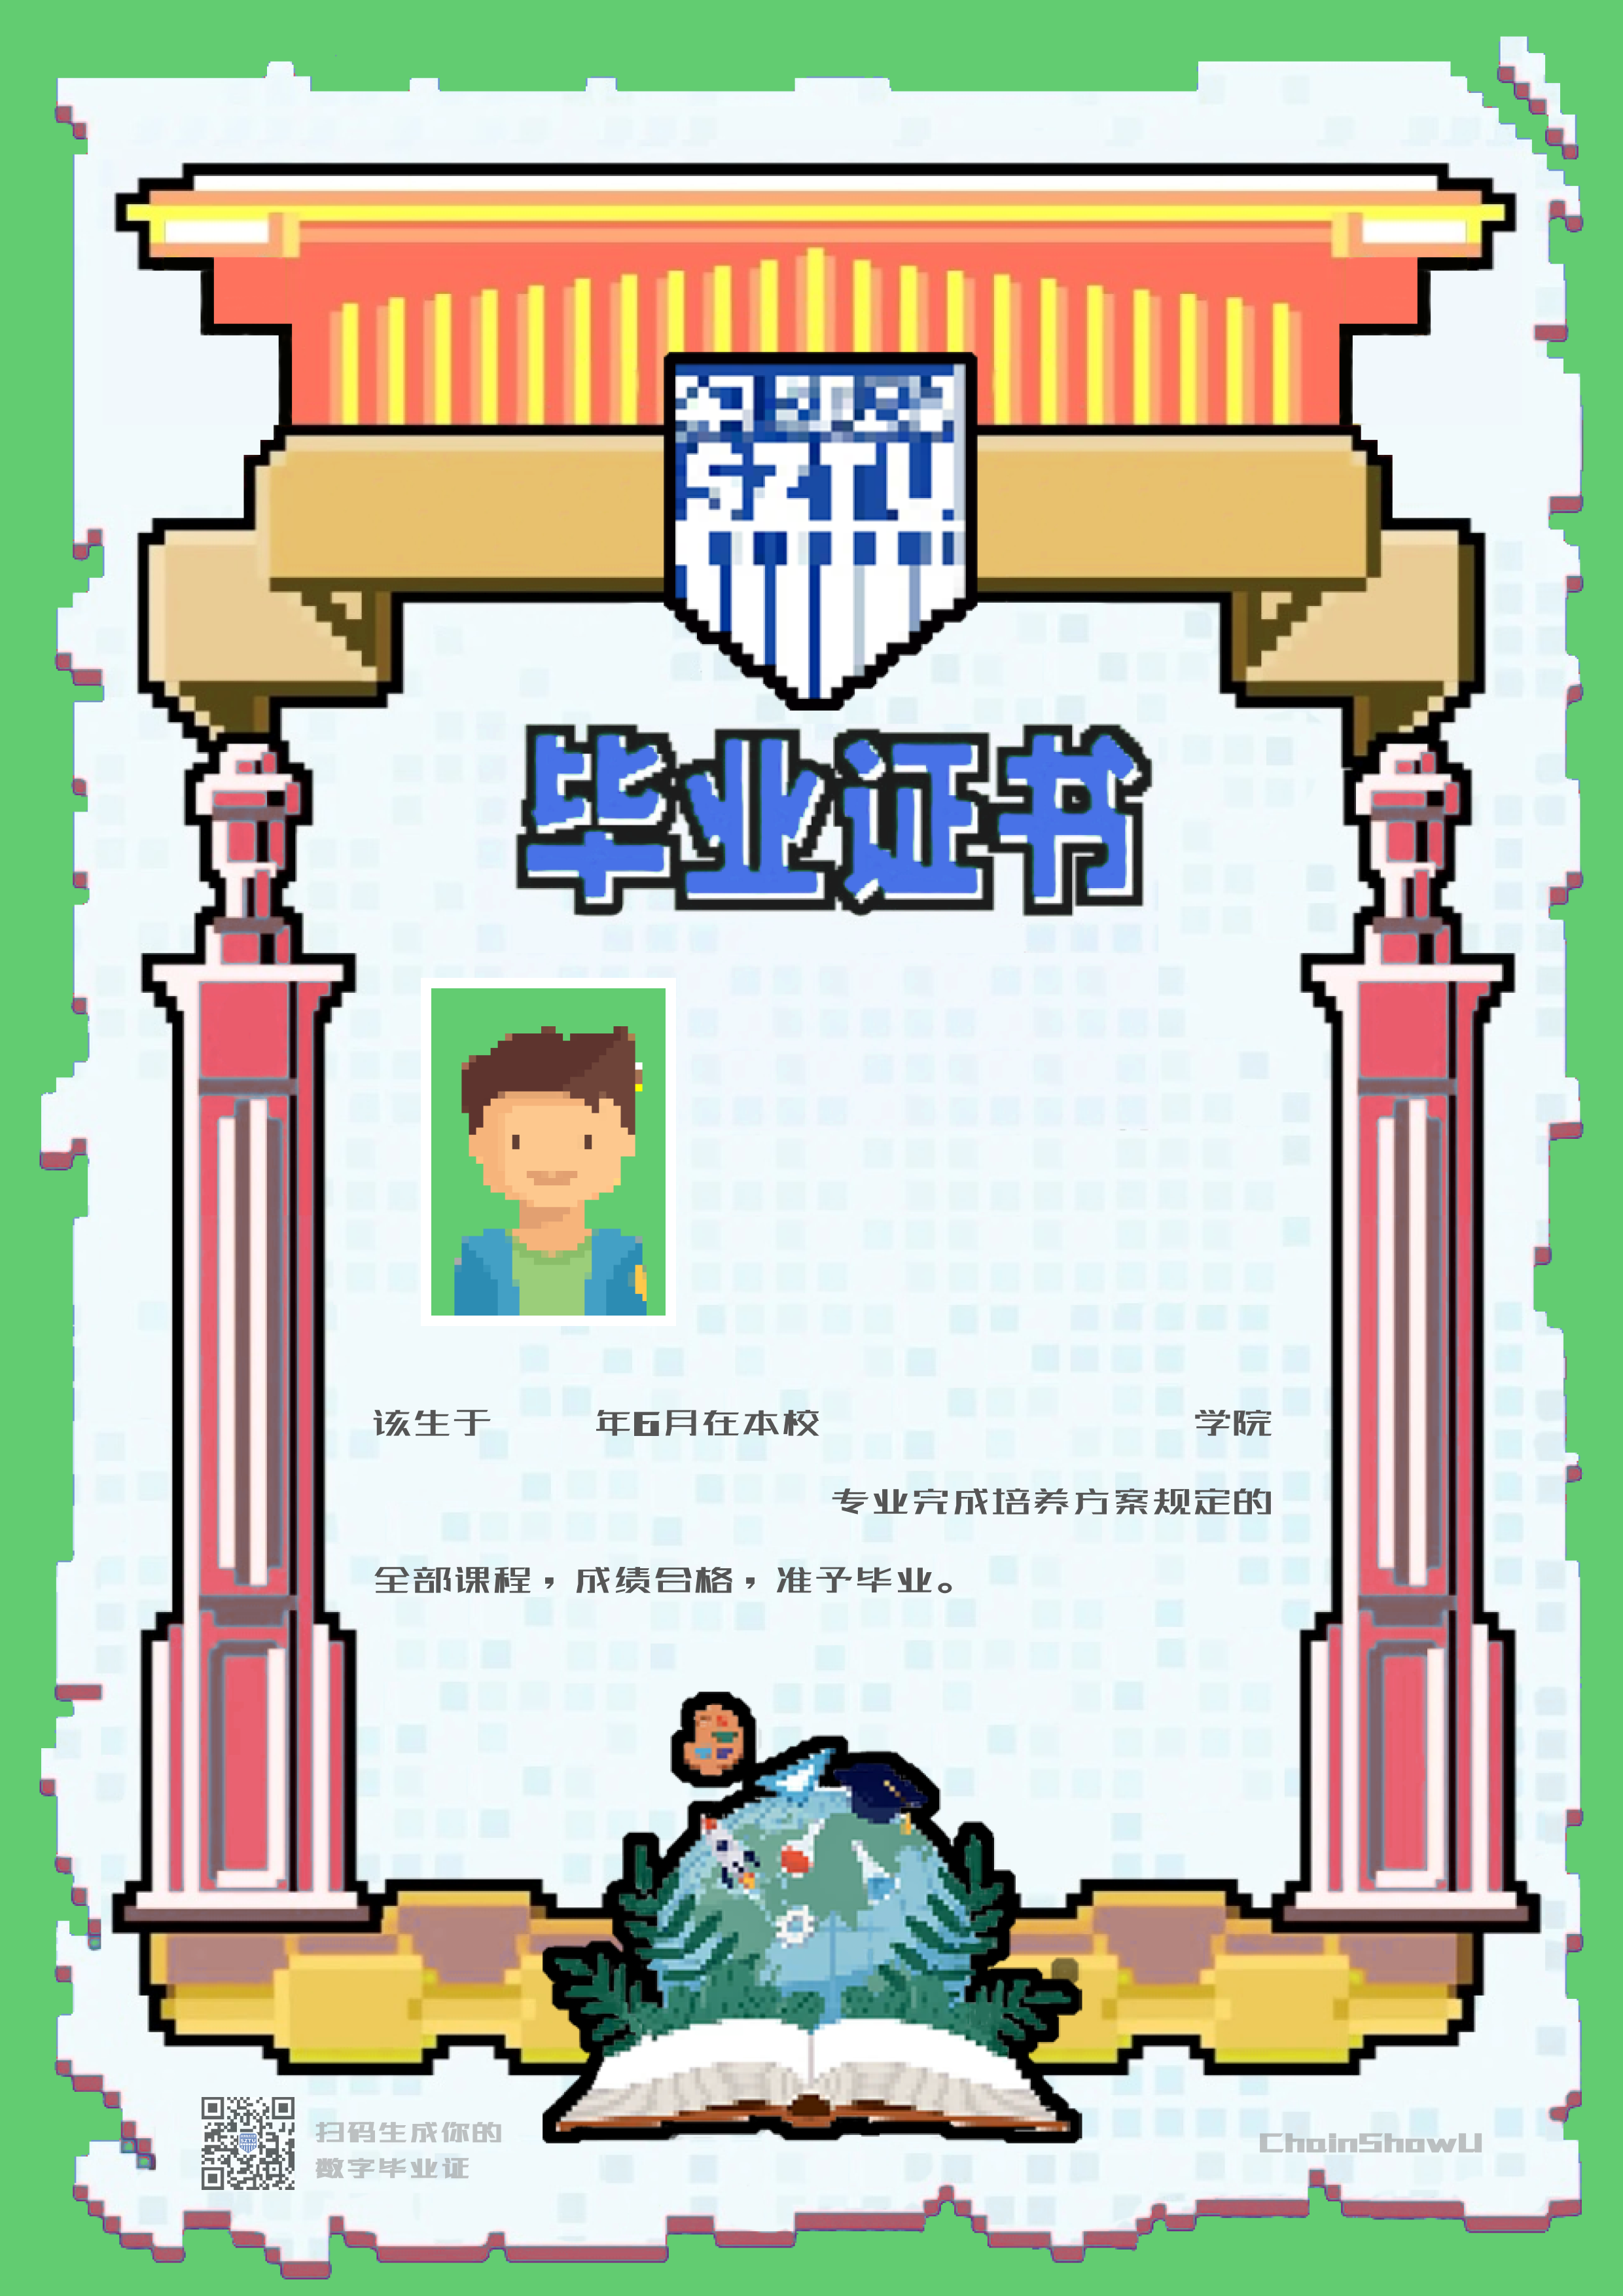 SZTU
毕业证书
该生于 年6月在本校 学院
专业完成培养方案规定的
全部课程，成绩合格，准予毕业。
扫码生成你的
数字毕业证
ChainShowU